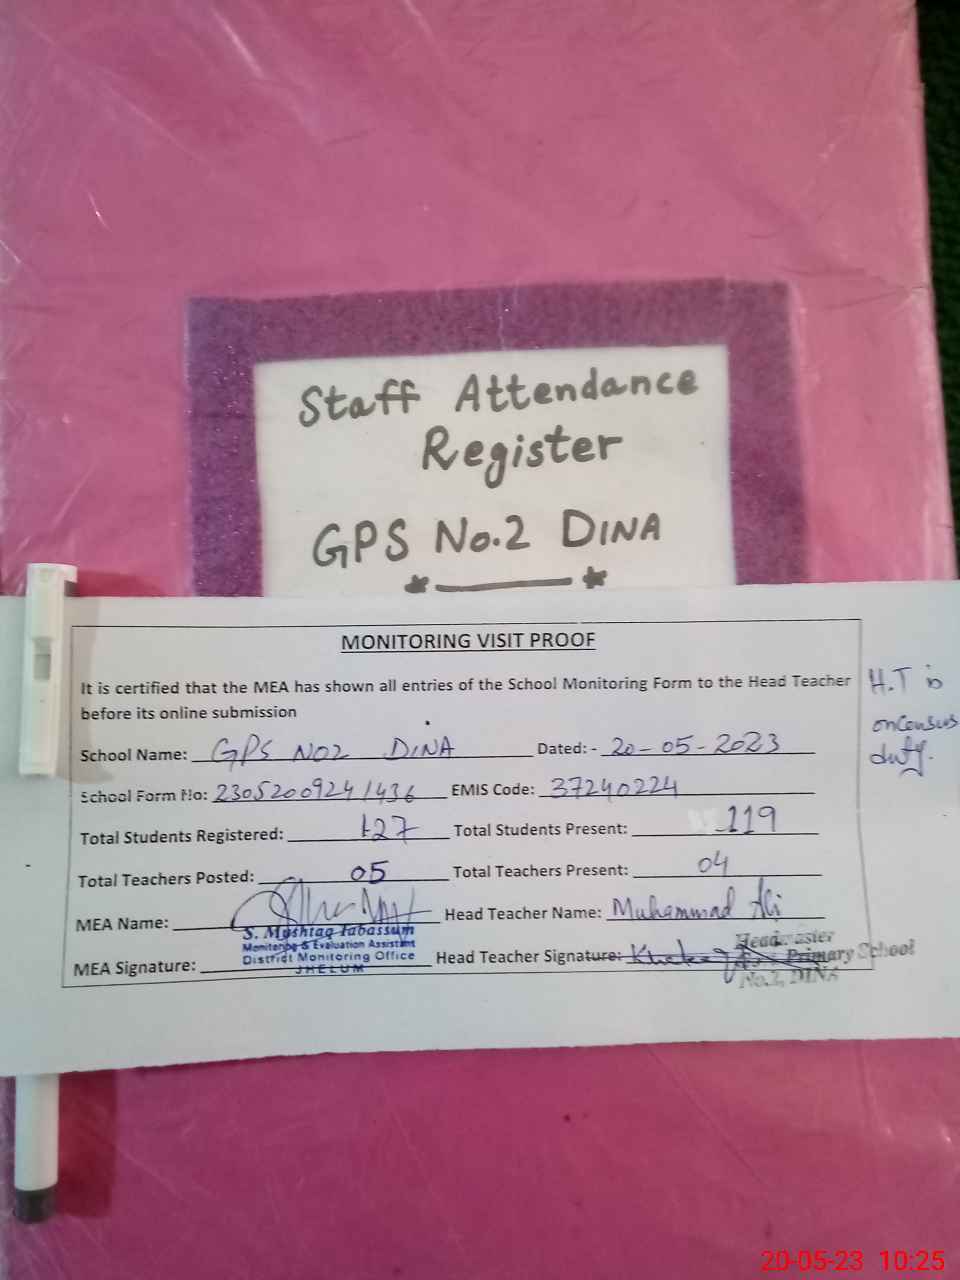 Staff Attendance
Register
GPS No.2 DINA
MONITORING VISIT PROOF
It is certified that the MEA has shown all entries of the School Monitoring Form to the Head Teacher
before its online submission
School Name: GPS NO2 DINA Dated: - 20-05-2023
School Form No: 2305200924/436 EMIS Code: 37240224
Total Students Registered: 127 Total Students Present: 119
Total Teachers Posted: 05 Total Teachers Present: 04
MEA Name: Head Teacher Name: Muhammad Ali
S. Mushtaq Tabassum
Monitoring & Evaluation Assistant
District Monitoring Office
JHELUM
MEA Signature: Head Teacher Signature:
Headmaster
Primary School
No.2, DINA
H.T is
on Census
duty.
20-05-23 10:25